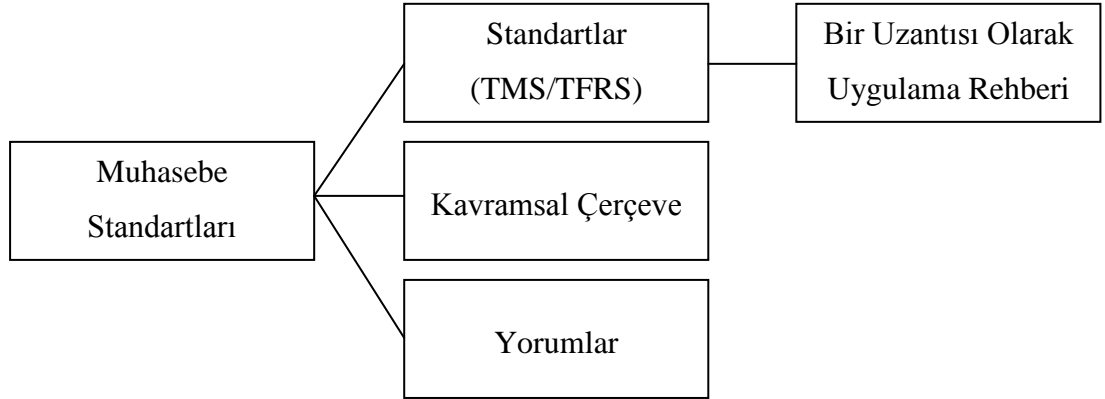 Muhasebe
Standartları
Standartlar
(TMS/TFRS)
Bir Uzantısı Olarak
Uygulama Rehberi
Kavramsal Çerçeve
Yorumlar